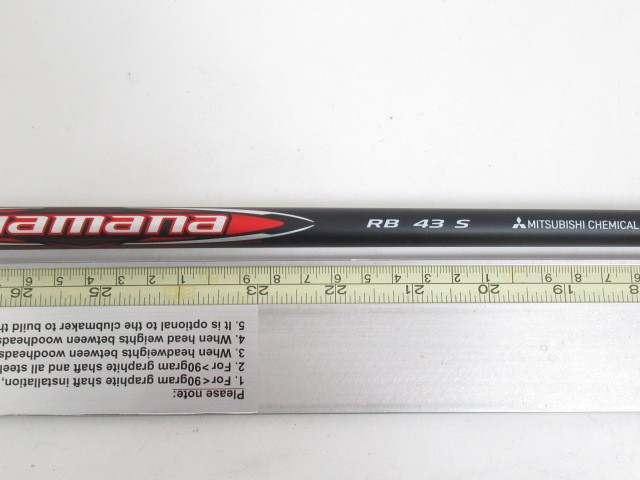 amana
RB 43 S
MITSUBISHI CHEMICAL
26 25 23 22 21 20 18
Please note:
1. For <90gram graphite shaft installation,
2. For >90gram graphite shaft and all steel
3. When headweights between woodheads
4. When head weights between woodheads
5. It is optional to the clubmaker to build th